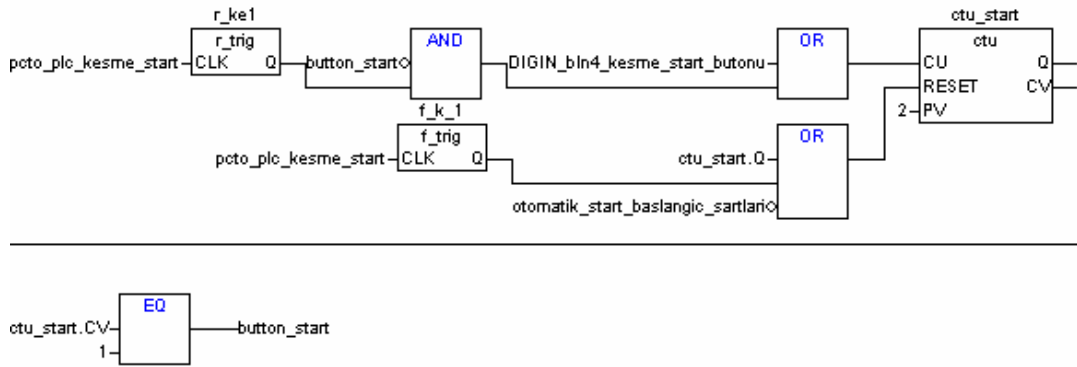 r_ke1
ctu_start
r_trig
AND
OR
ctu
pcto_plc_kesme_start
CLK Q
button_start
DIGIN_bln4_kesme_start_butonu
CU Q
RESET CV
2 PV
f_k_1
f_trig
OR
pcto_plc_kesme_start
CLK Q
ctu_start.Q
otomatik_start_baslangic_sartlari
EQ
ctu_start.CV
button_start
1